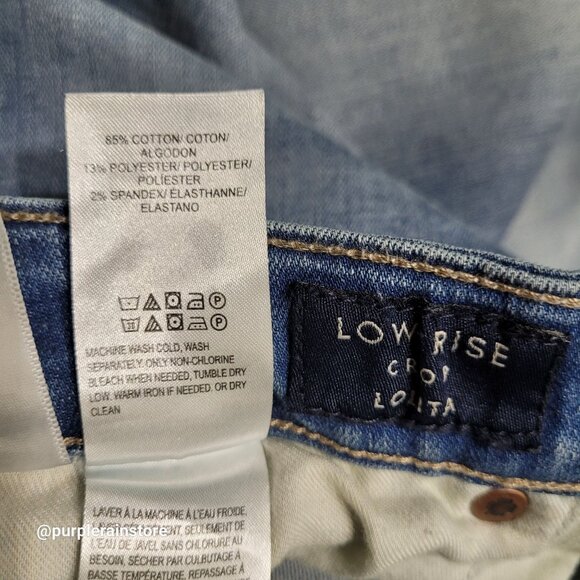 85% COTTON/ COTON/
ALGODON
13% POLYESTER/ POLYESTER/
POLIESTER
2% SPANDEX/ ÉLASTHANNE/
ELASTANO
MACHINE WASH COLD, WASH
SEPARATELY. ONLY NON-CHLORINE
BLEACH WHEN NEEDED, TUMBLE DRY
LOW. WARM IRON IF NEEDED. OR DRY
CLEAN
LAVER À LA MACHINE À L'EAU FROIDE,
SEULEMENT DE
L'EAU DE JAVEL SANS CHLORURE AU
BESOIN, SÉCHER PAR CULBUTAGE À
BASSE TEMPÉRATURE, REPASSAGE À
LOW RISE
CROP
LOLITA
@purplerainstore